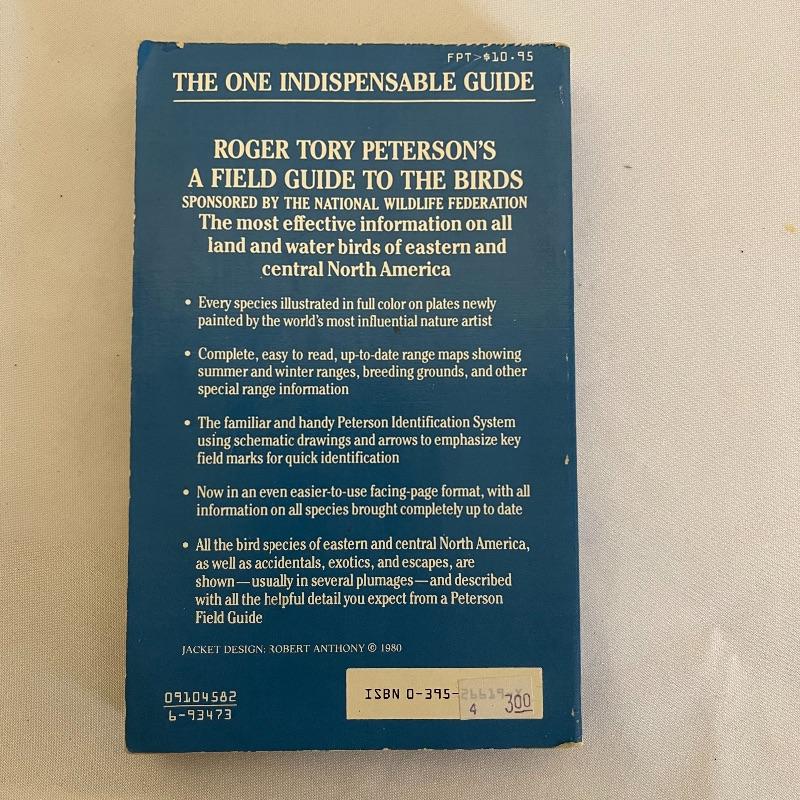 FPT>$10.95
THE ONE INDISPENSABLE GUIDE
ROGER TORY PETERSON'S
A FIELD GUIDE TO THE BIRDS
SPONSORED BY THE NATIONAL WILDLIFE FEDERATION
The most effective information on all
land and water birds of eastern and
central North America
• Every species illustrated in full color on plates newly
painted by the world's most influential nature artist
• Complete, easy to read, up-to-date range maps showing
summer and winter ranges, breeding grounds, and other
special range information
• The familiar and handy Peterson Identification System
using schematic drawings and arrows to emphasize key
field marks for quick identification
• Now in an even easier-to-use facing-page format, with all
information on all species brought completely up to date
• All the bird species of eastern and central North America,
as well as accidentals, exotics, and escapes, are
shown—usually in several plumages—and described
with all the helpful detail you expect from a Peterson
Field Guide
JACKET DESIGN: ROBERT ANTHONY © 1980
09104582
6-93473
ISBN 0-395-26619-X
4 300